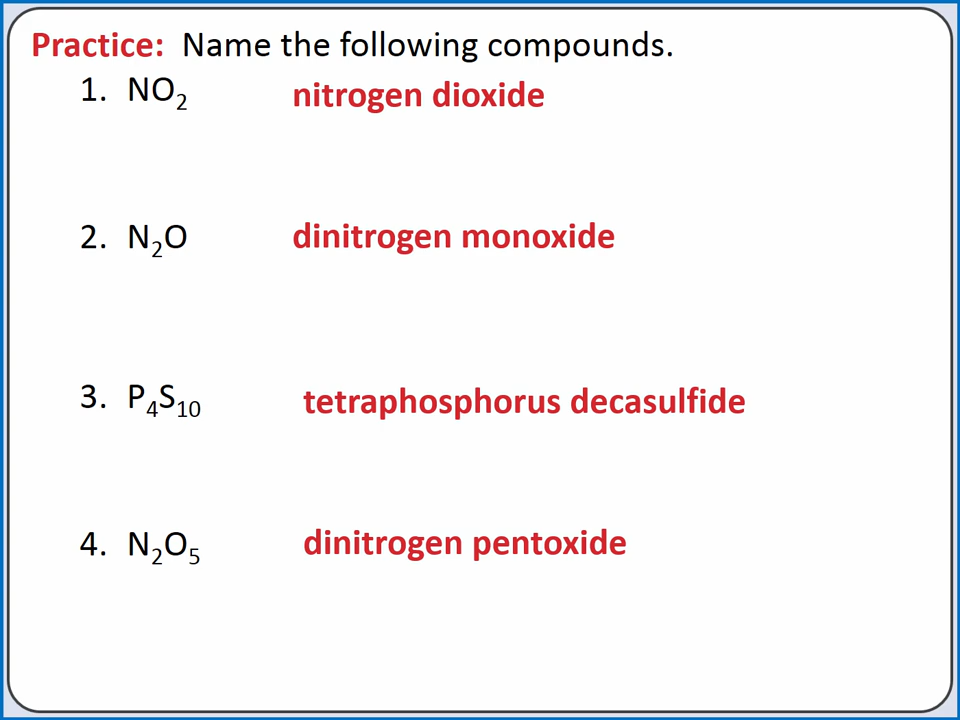 Practice: Name the following compounds.
1. NO₂ nitrogen dioxide
2. N₂O dinitrogen monoxide
3. P₄S₁₀ tetraphosphorus decasulfide
4. N₂O₅ dinitrogen pentoxide